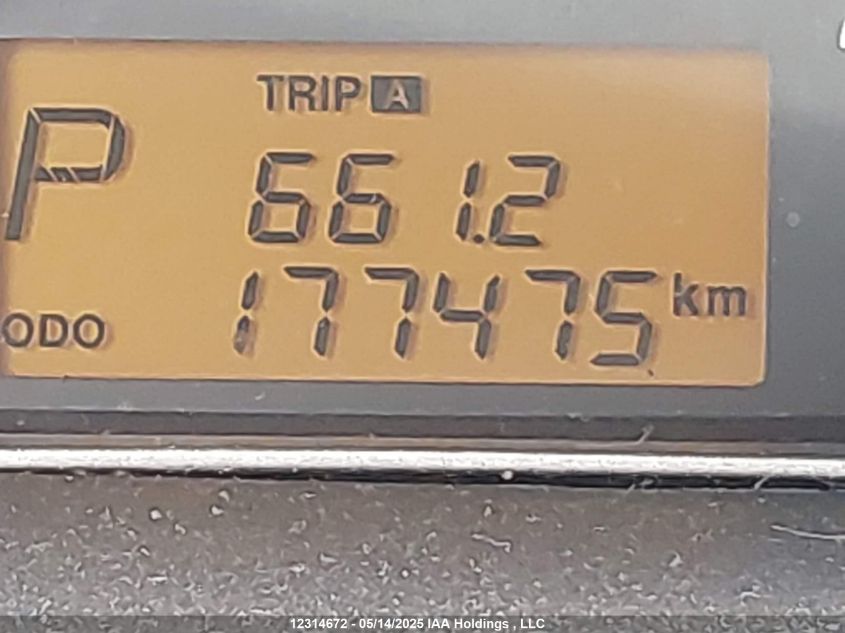 TRIP A
P
661.2
177475 km
ODO
12314672 - 05/14/2025 IAA Holdings , LLC